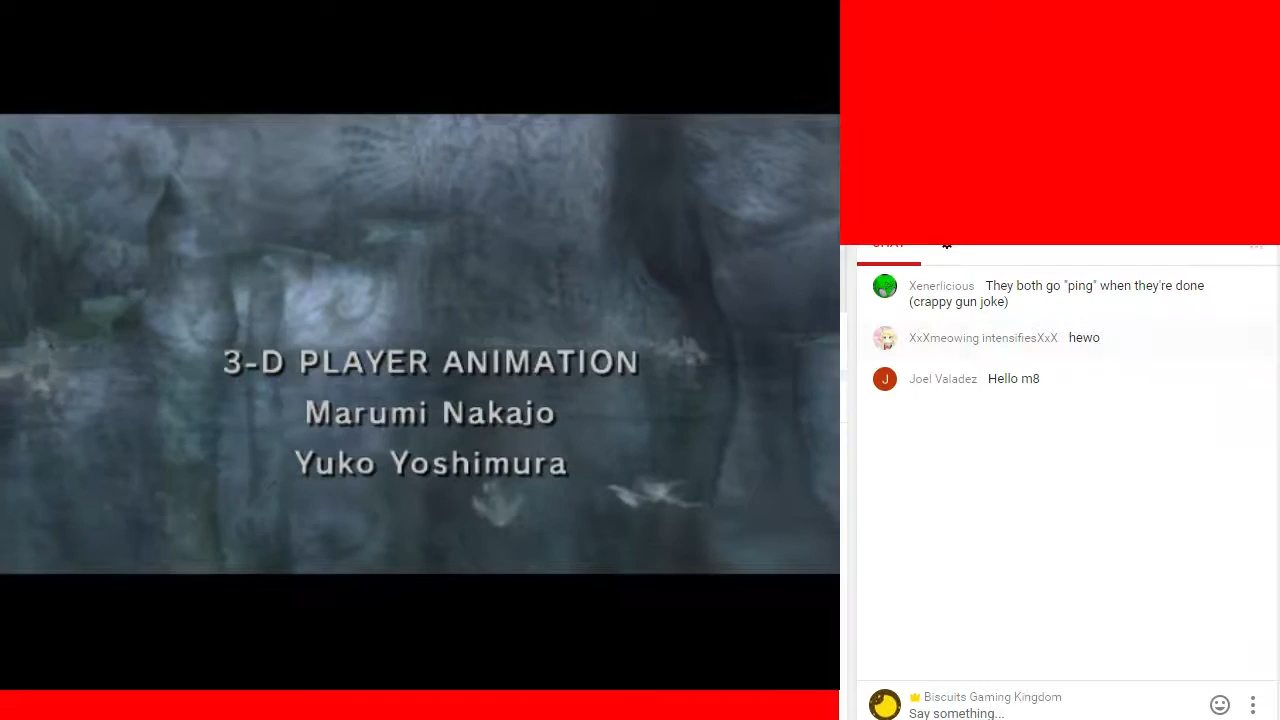 3-D PLAYER ANIMATION
Marumi Nakajo
Yuko Yoshimura
CHAT
Xenerlicious They both go "ping" when they're done
(crappy gun joke)
XxXmeowing intensifiesXxX hewo
J Joel Valadez Hello m8
Biscuits Gaming Kingdom
Say something...